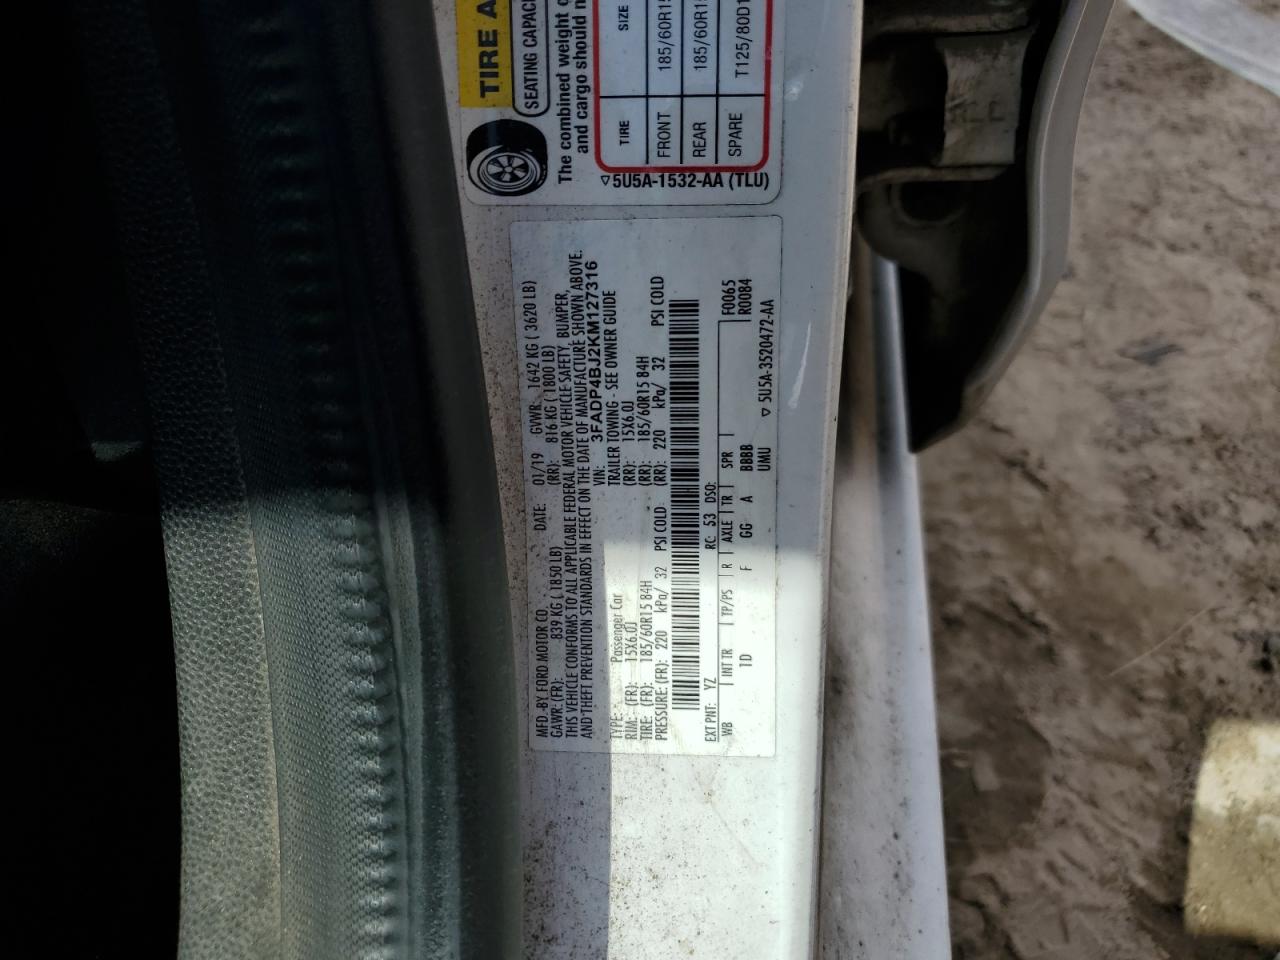 TIRE A
SEATING CAPAC
The combined weight o
and cargo should n
TIRE SIZE
FRONT 185/60R15
REAR 185/60R15
SPARE T125/80D1
▽ 5U5A-1532-AA (TLU)
MFD. BY FORD MOTOR CO.
DATE: 01/19 GVWR: 1642 KG ( 3620 LB)
GAWR: (FR): 839 KG ( 1850 LB) (RR): 816 KG ( 1800 LB)
THIS VEHICLE CONFORMS TO ALL APPLICABLE FEDERAL MOTOR VEHICLE SAFETY, BUMPER,
AND THEFT PREVENTION STANDARDS IN EFFECT ON THE DATE OF MANUFACTURE SHOWN ABOVE.
VIN: 3FADP4BJ2KM127316
TYPE: Passenger Car TRAILER TOWING - SEE OWNER GUIDE
RIM: (FR): 15X6.0J (RR): 15X6.0J
TIRE: (FR): 185/60R15 84H (RR): 185/60R15 84H
PRESSURE: (FR): 220 kPa/ 32 PSI COLD (RR): 220 kPa/ 32 PSI COLD
EXT PNT: YZ RC: 53 DSO: F0065
WB INT TR TP/PS R AXLE TR SPR R0084
1D F GG A BBBB
UMU
▽ 5U5A-3520472-AA